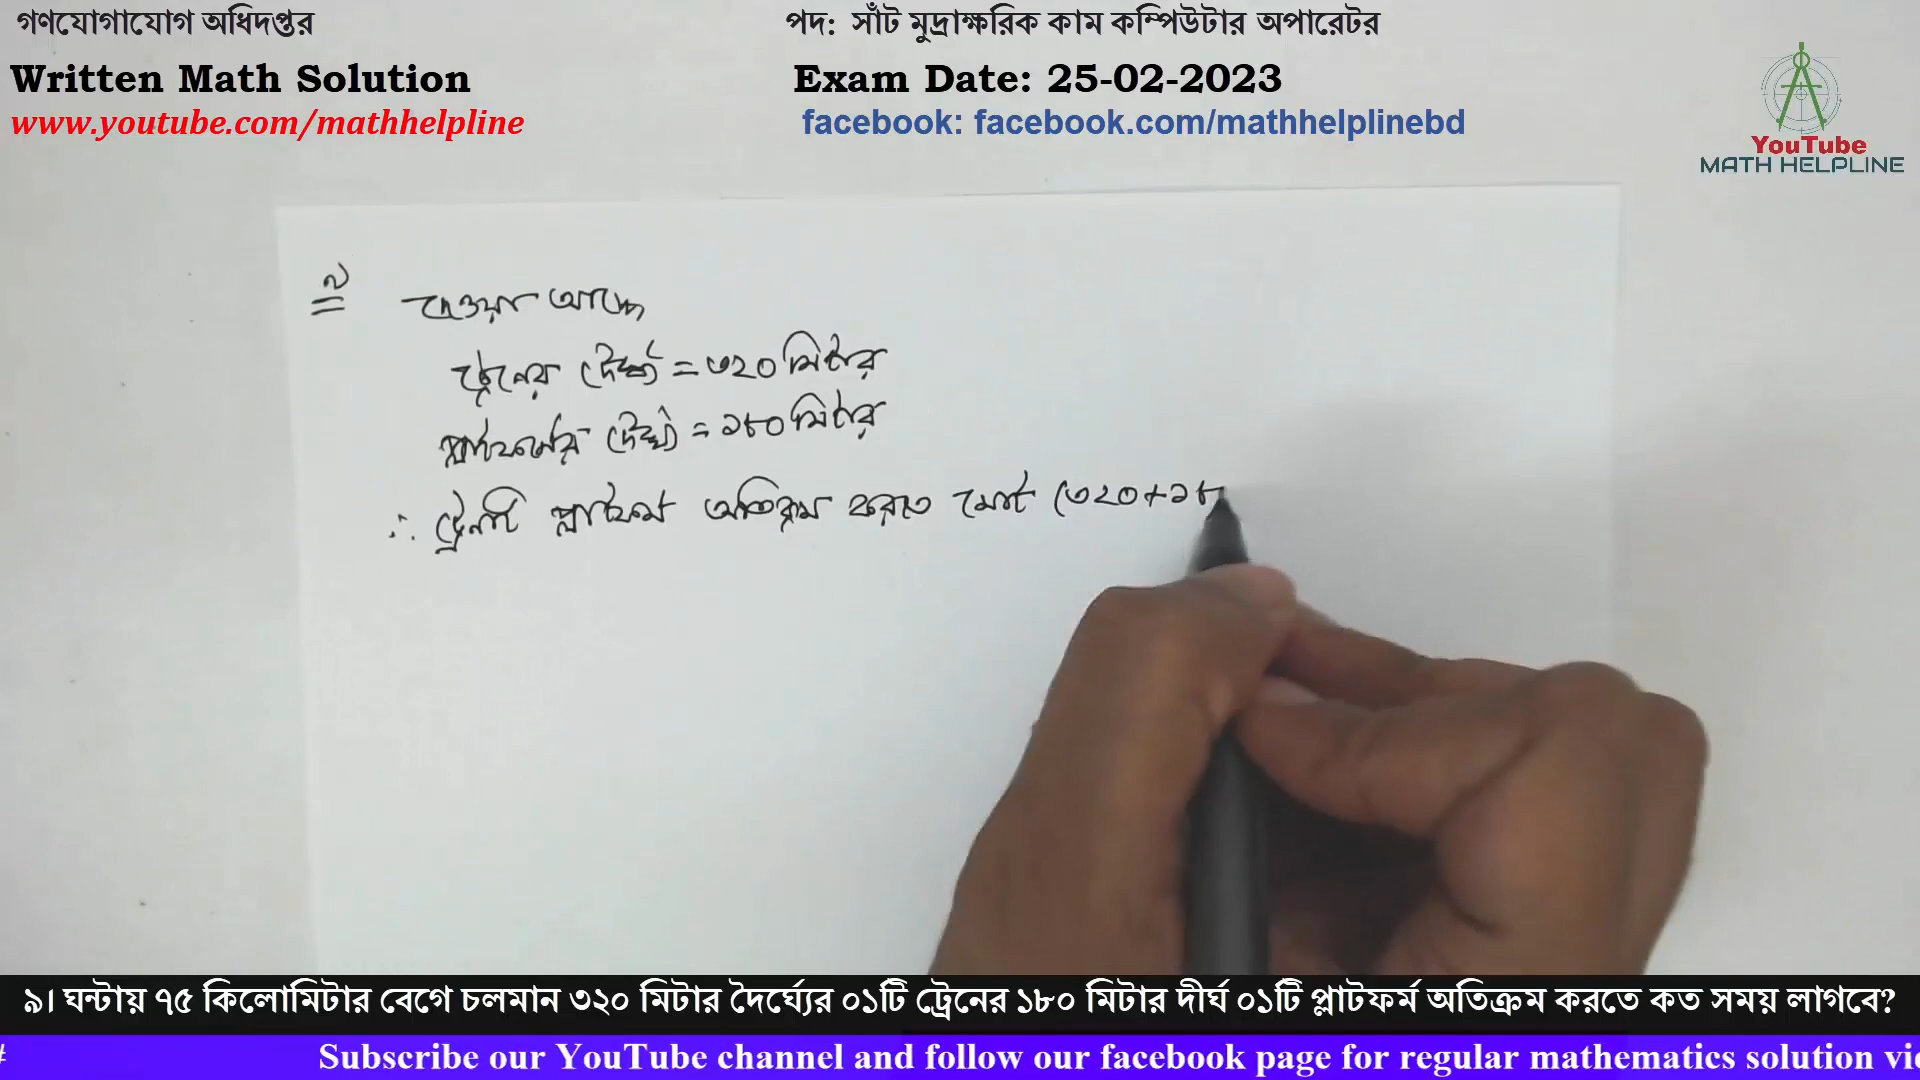 গণযোগাযোগ অধিদপ্তর
পদ: সাঁট মুদ্রাক্ষরিক কাম কম্পিউটার অপারেটর
Written Math Solution
Exam Date: 25-02-2023
www.youtube.com/mathhelpline
facebook: facebook.com/mathhelplinebd
YouTube
MATH HELPLINE
৯
দেওয়া আছে
ট্রেনের দৈর্ঘ্য = ৩২০ মিটার
প্লাটফর্মের দৈর্ঘ্য = ১৮০ মিটার
∴ ট্রেনটি প্লাটফর্ম অতিক্রম করতে মোট (৩২০+১৮
৯। ঘন্টায় ৭৫ কিলোমিটার বেগে চলমান ৩২০ মিটার দৈর্ঘ্যের ০১টি ট্রেনের ১৮০ মিটার দীর্ঘ ০১টি প্লাটফর্ম অতিক্রম করতে কত সময় লাগবে?
# Subscribe our YouTube channel and follow our facebook page for regular mathematics solution vi